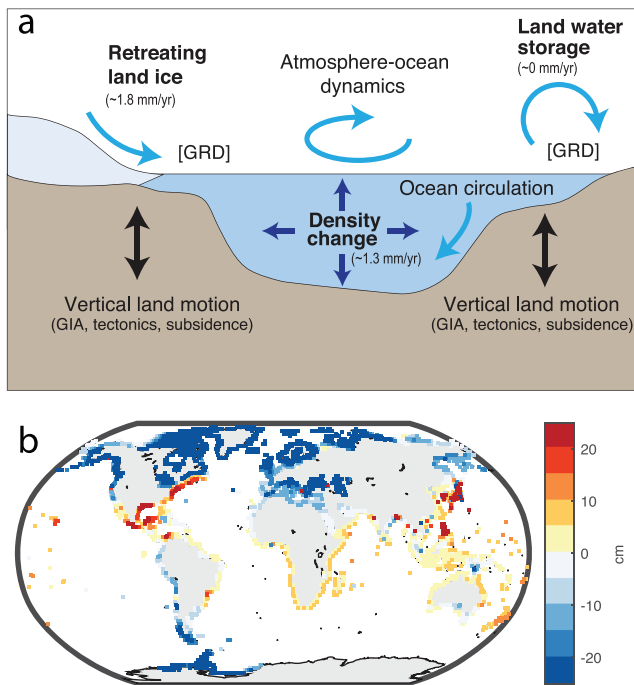 a
Retreating
land ice
(~1.8 mm/yr)
Atmosphere-ocean
dynamics
Land water
storage
(~0 mm/yr)
[GRD]
[GRD]
Ocean circulation
Density
change
(~1.3 mm/yr)
Vertical land motion
(GIA, tectonics, subsidence)
Vertical land motion
(GIA, tectonics, subsidence)
b
20
10
0
-10
-20
cm